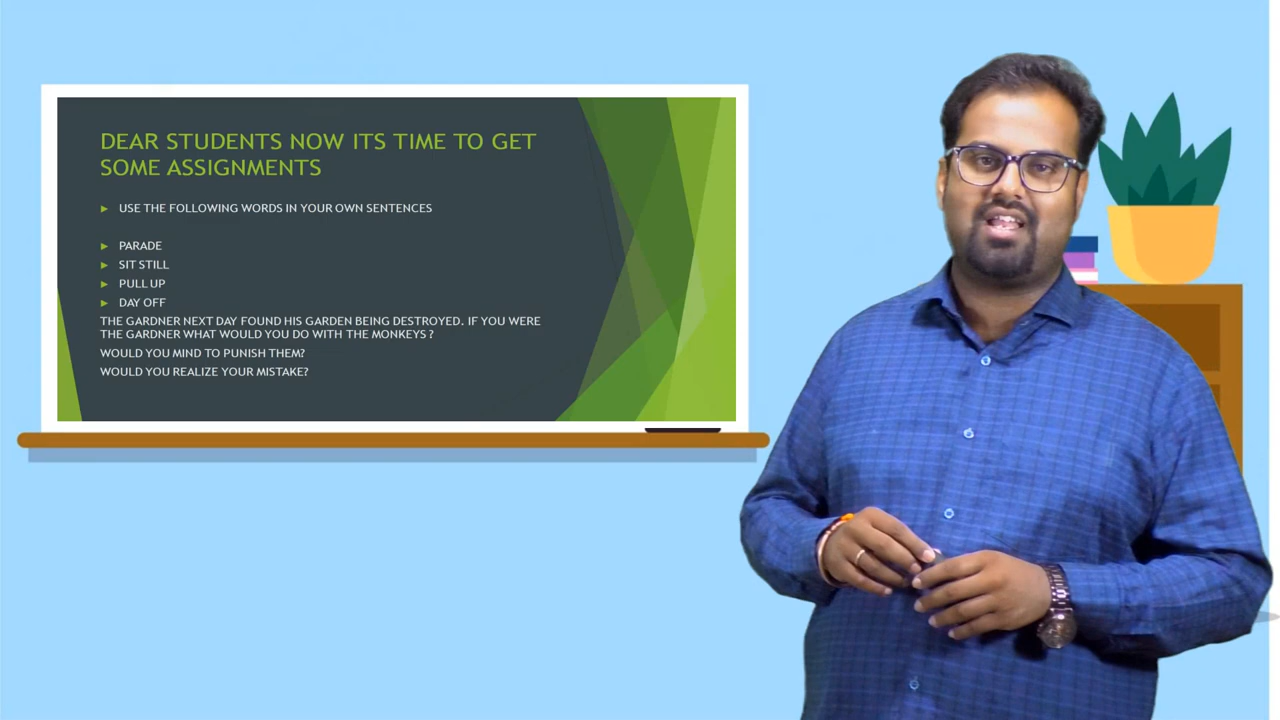 DEAR STUDENTS NOW ITS TIME TO GET
SOME ASSIGNMENTS
USE THE FOLLOWING WORDS IN YOUR OWN SENTENCES
PARADE
SIT STILL
PULL UP
DAY OFF
THE GARDNER NEXT DAY FOUND HIS GARDEN BEING DESTROYED. IF YOU WERE
THE GARDNER WHAT WOULD YOU DO WITH THE MONKEYS ?
WOULD YOU MIND TO PUNISH THEM?
WOULD YOU REALIZE YOUR MISTAKE?